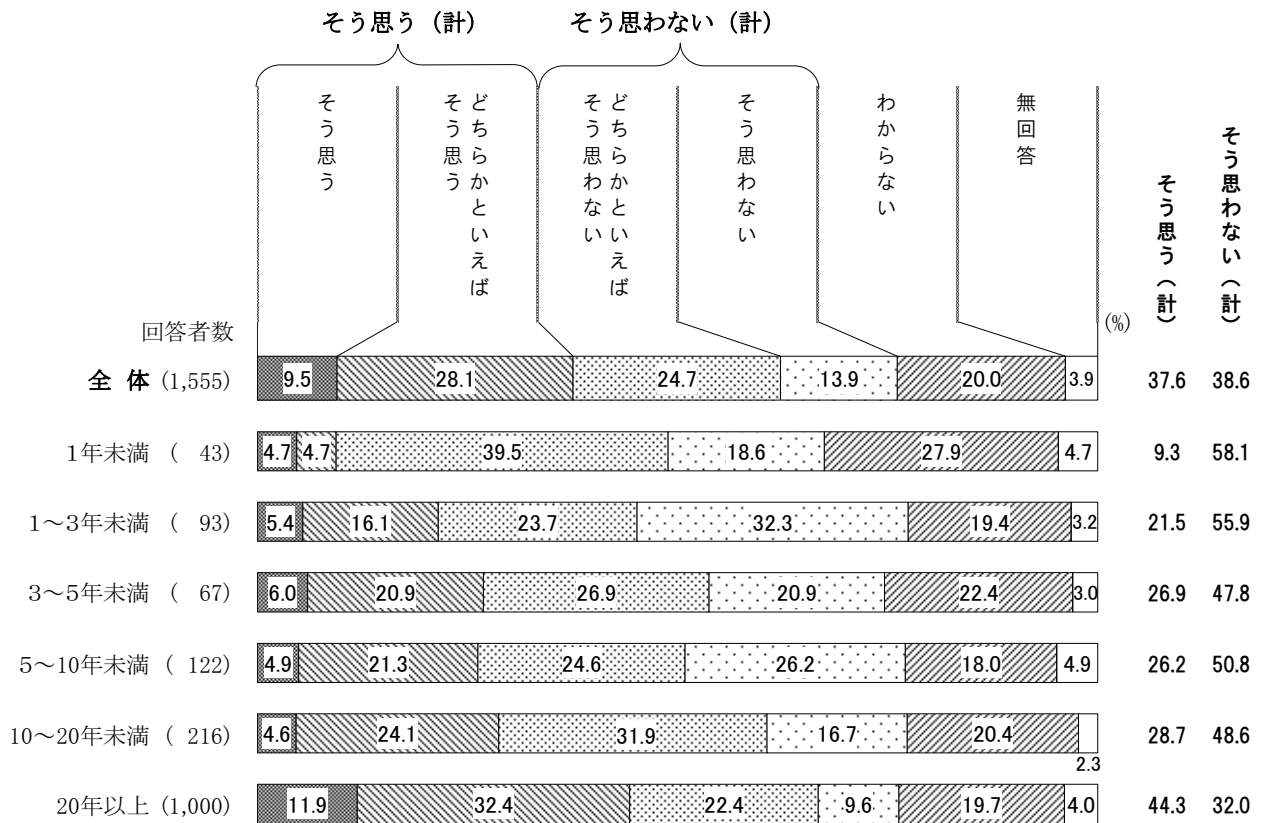 そう思う（計）
そう思わない（計）
そう思う
どちらかといえば
そう思う
どちらかといえば
そう思わない
そう思わない
わからない
無回答
そう思う（計）
そう思わない（計）
回答者数
(%)
全 体 (1,555) 9.5 28.1 24.7 13.9 20.0 3.9 37.6 38.6
1年未満 ( 43) 4.7 4.7 39.5 18.6 27.9 4.7 9.3 58.1
1～3年未満 ( 93) 5.4 16.1 23.7 32.3 19.4 3.2 21.5 55.9
3～5年未満 ( 67) 6.0 20.9 26.9 20.9 22.4 3.0 26.9 47.8
5～10年未満 ( 122) 4.9 21.3 24.6 26.2 18.0 4.9 26.2 50.8
10～20年未満 ( 216) 4.6 24.1 31.9 16.7 20.4 2.3 28.7 48.6
20年以上 (1,000) 11.9 32.4 22.4 9.6 19.7 4.0 44.3 32.0